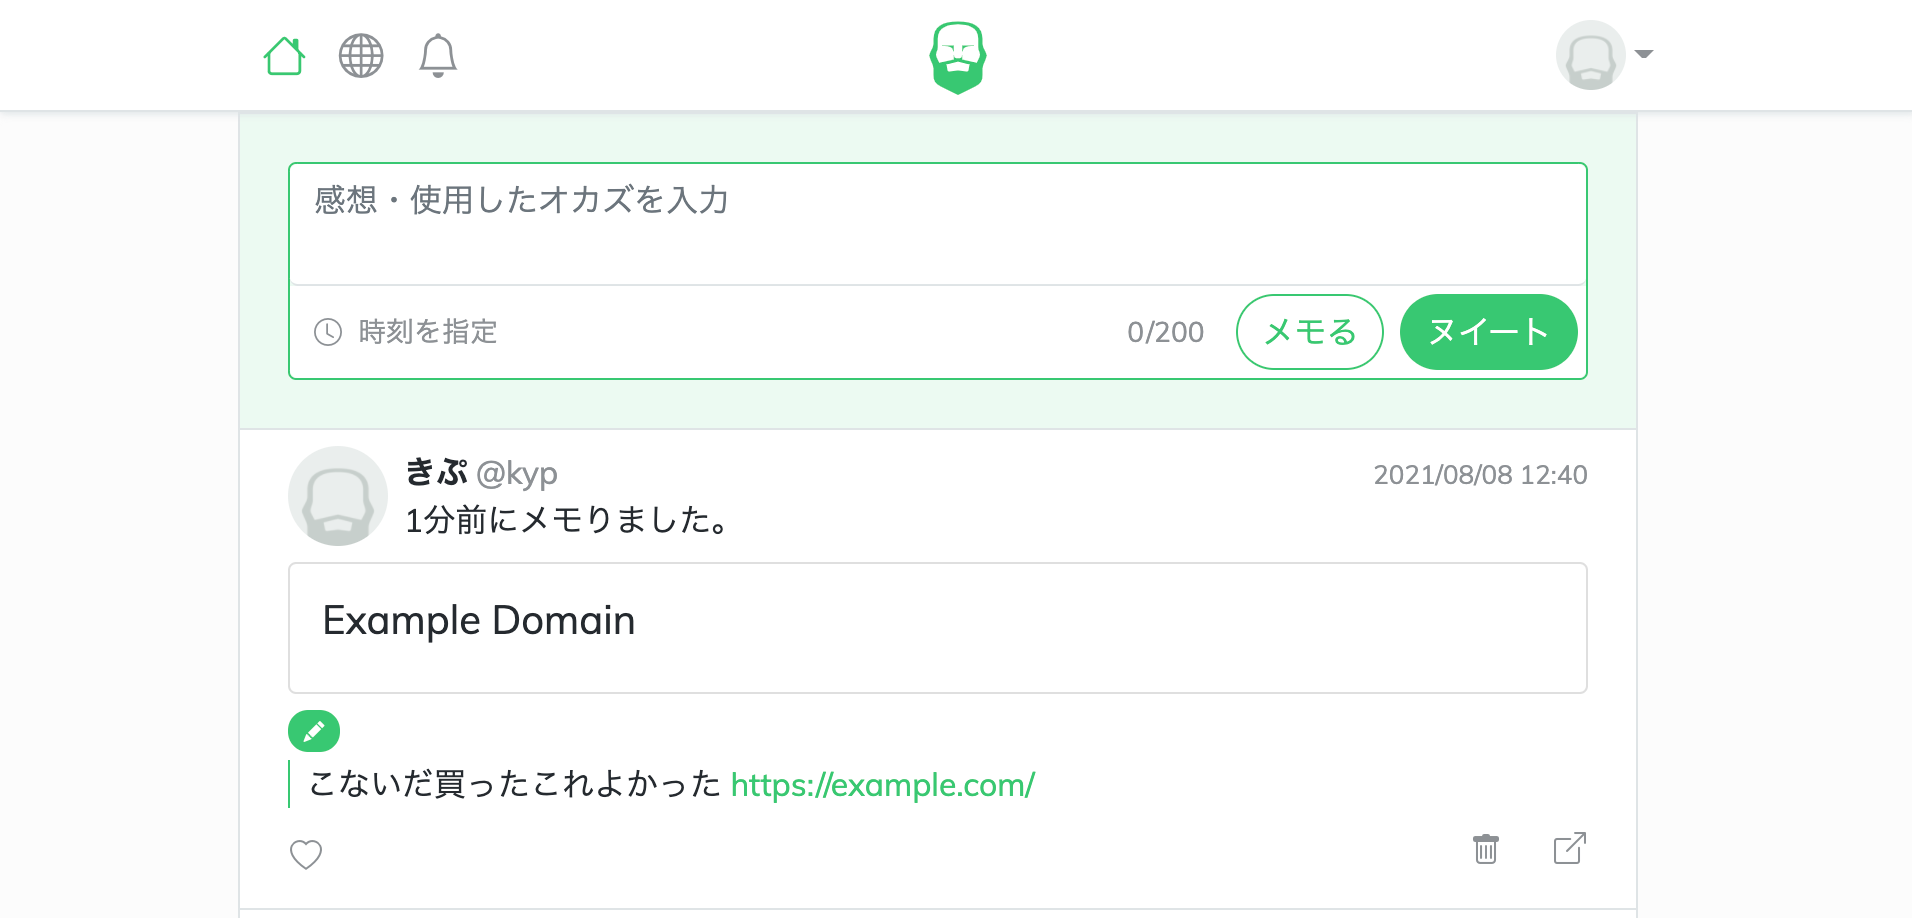 感想・使用したオカズを入力
時刻を指定
0/200
メモる
ヌイート
きぷ @kyp
2021/08/08 12:40
1分前にメモりました。
Example Domain
こないだ買ったこれよかった https://example.com/